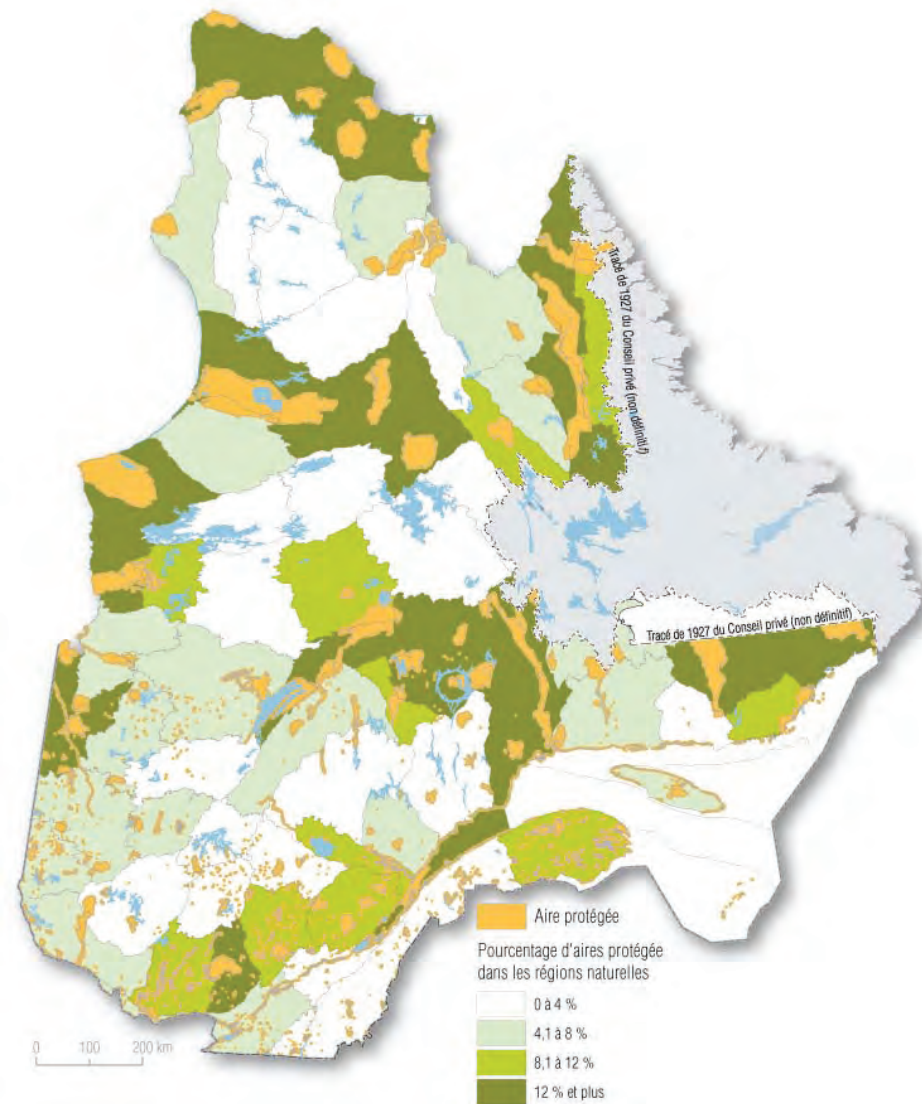 Tracé de 1927 du Conseil privé (non définitif)
Tracé de 1927 du Conseil privé (non définitif)
Aire protégée
Pourcentage d'aires protégée
dans les régions naturelles
0 à 4 %
4,1 à 8 %
8,1 à 12 %
12 % et plus
0 100 200 km